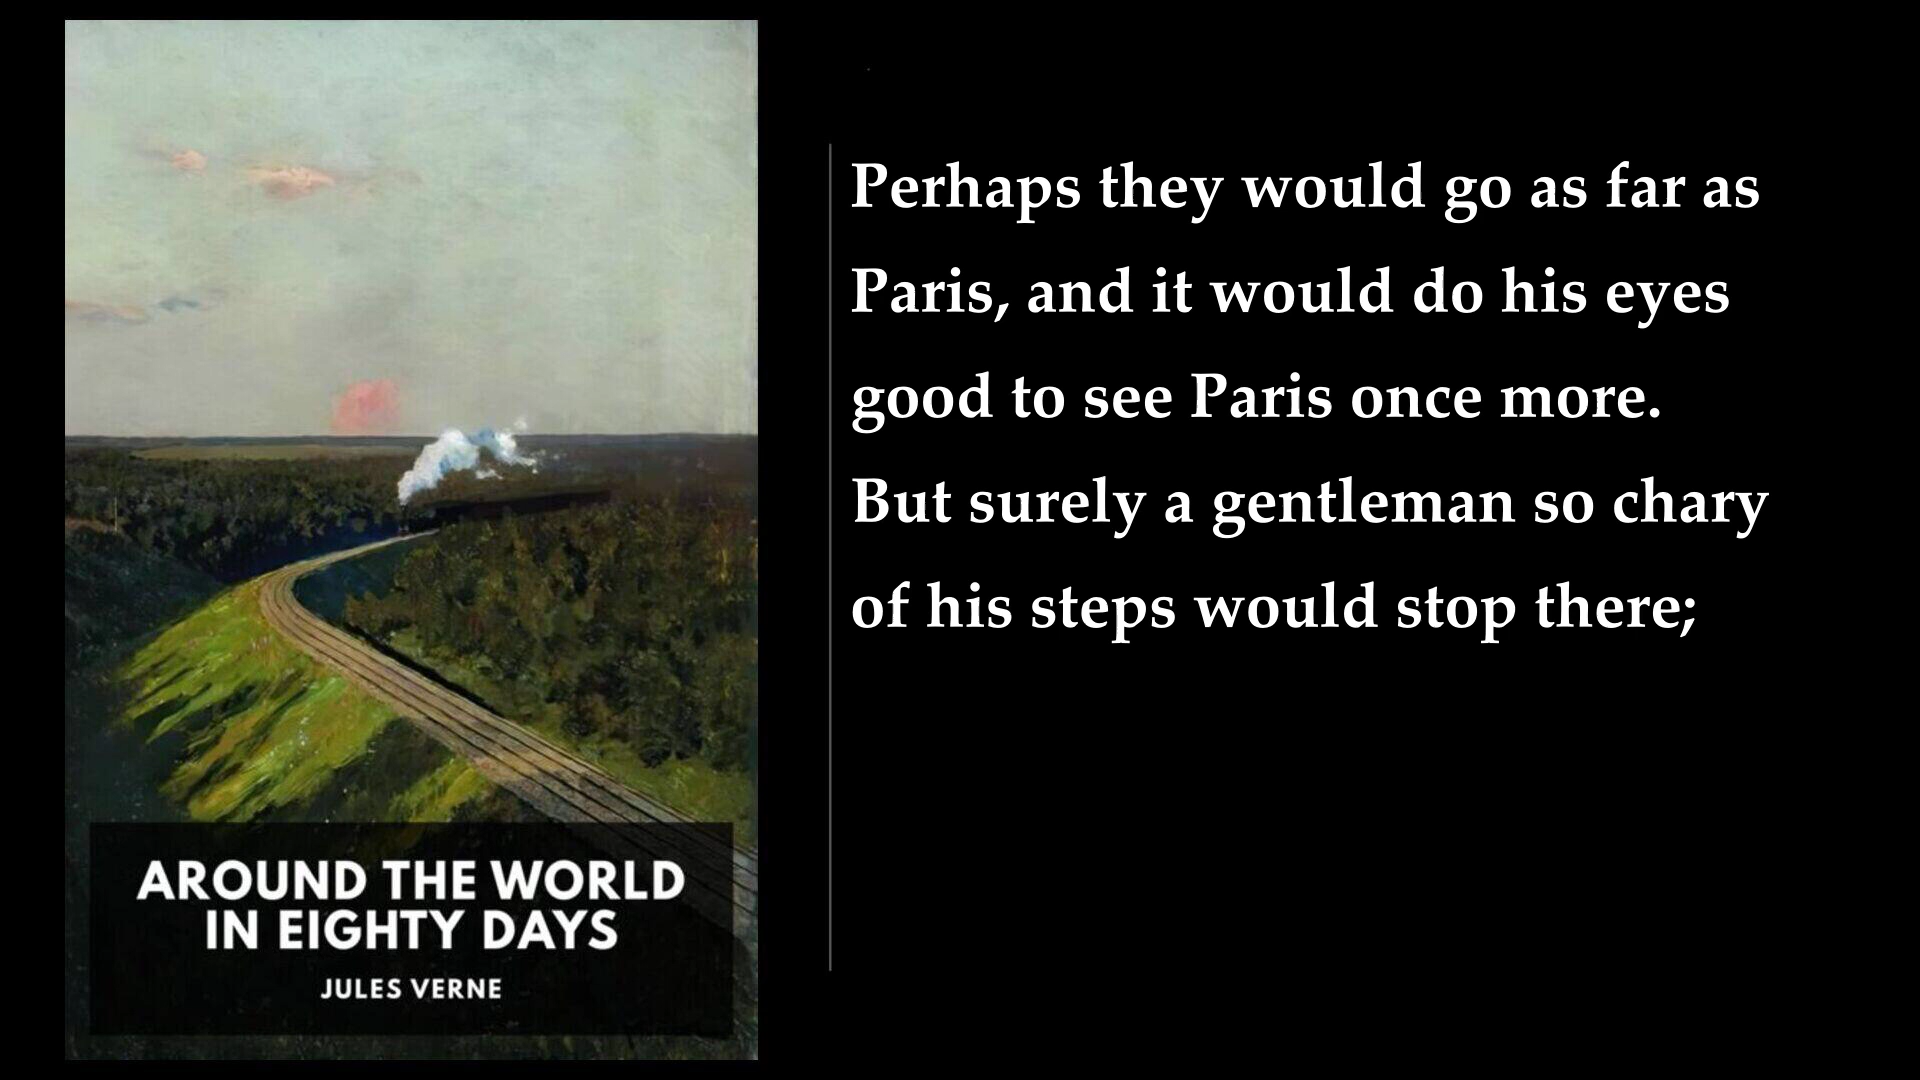 Perhaps they would go as far as
Paris, and it would do his eyes
good to see Paris once more.
But surely a gentleman so chary
of his steps would stop there;
AROUND THE WORLD
IN EIGHTY DAYS
JULES VERNE